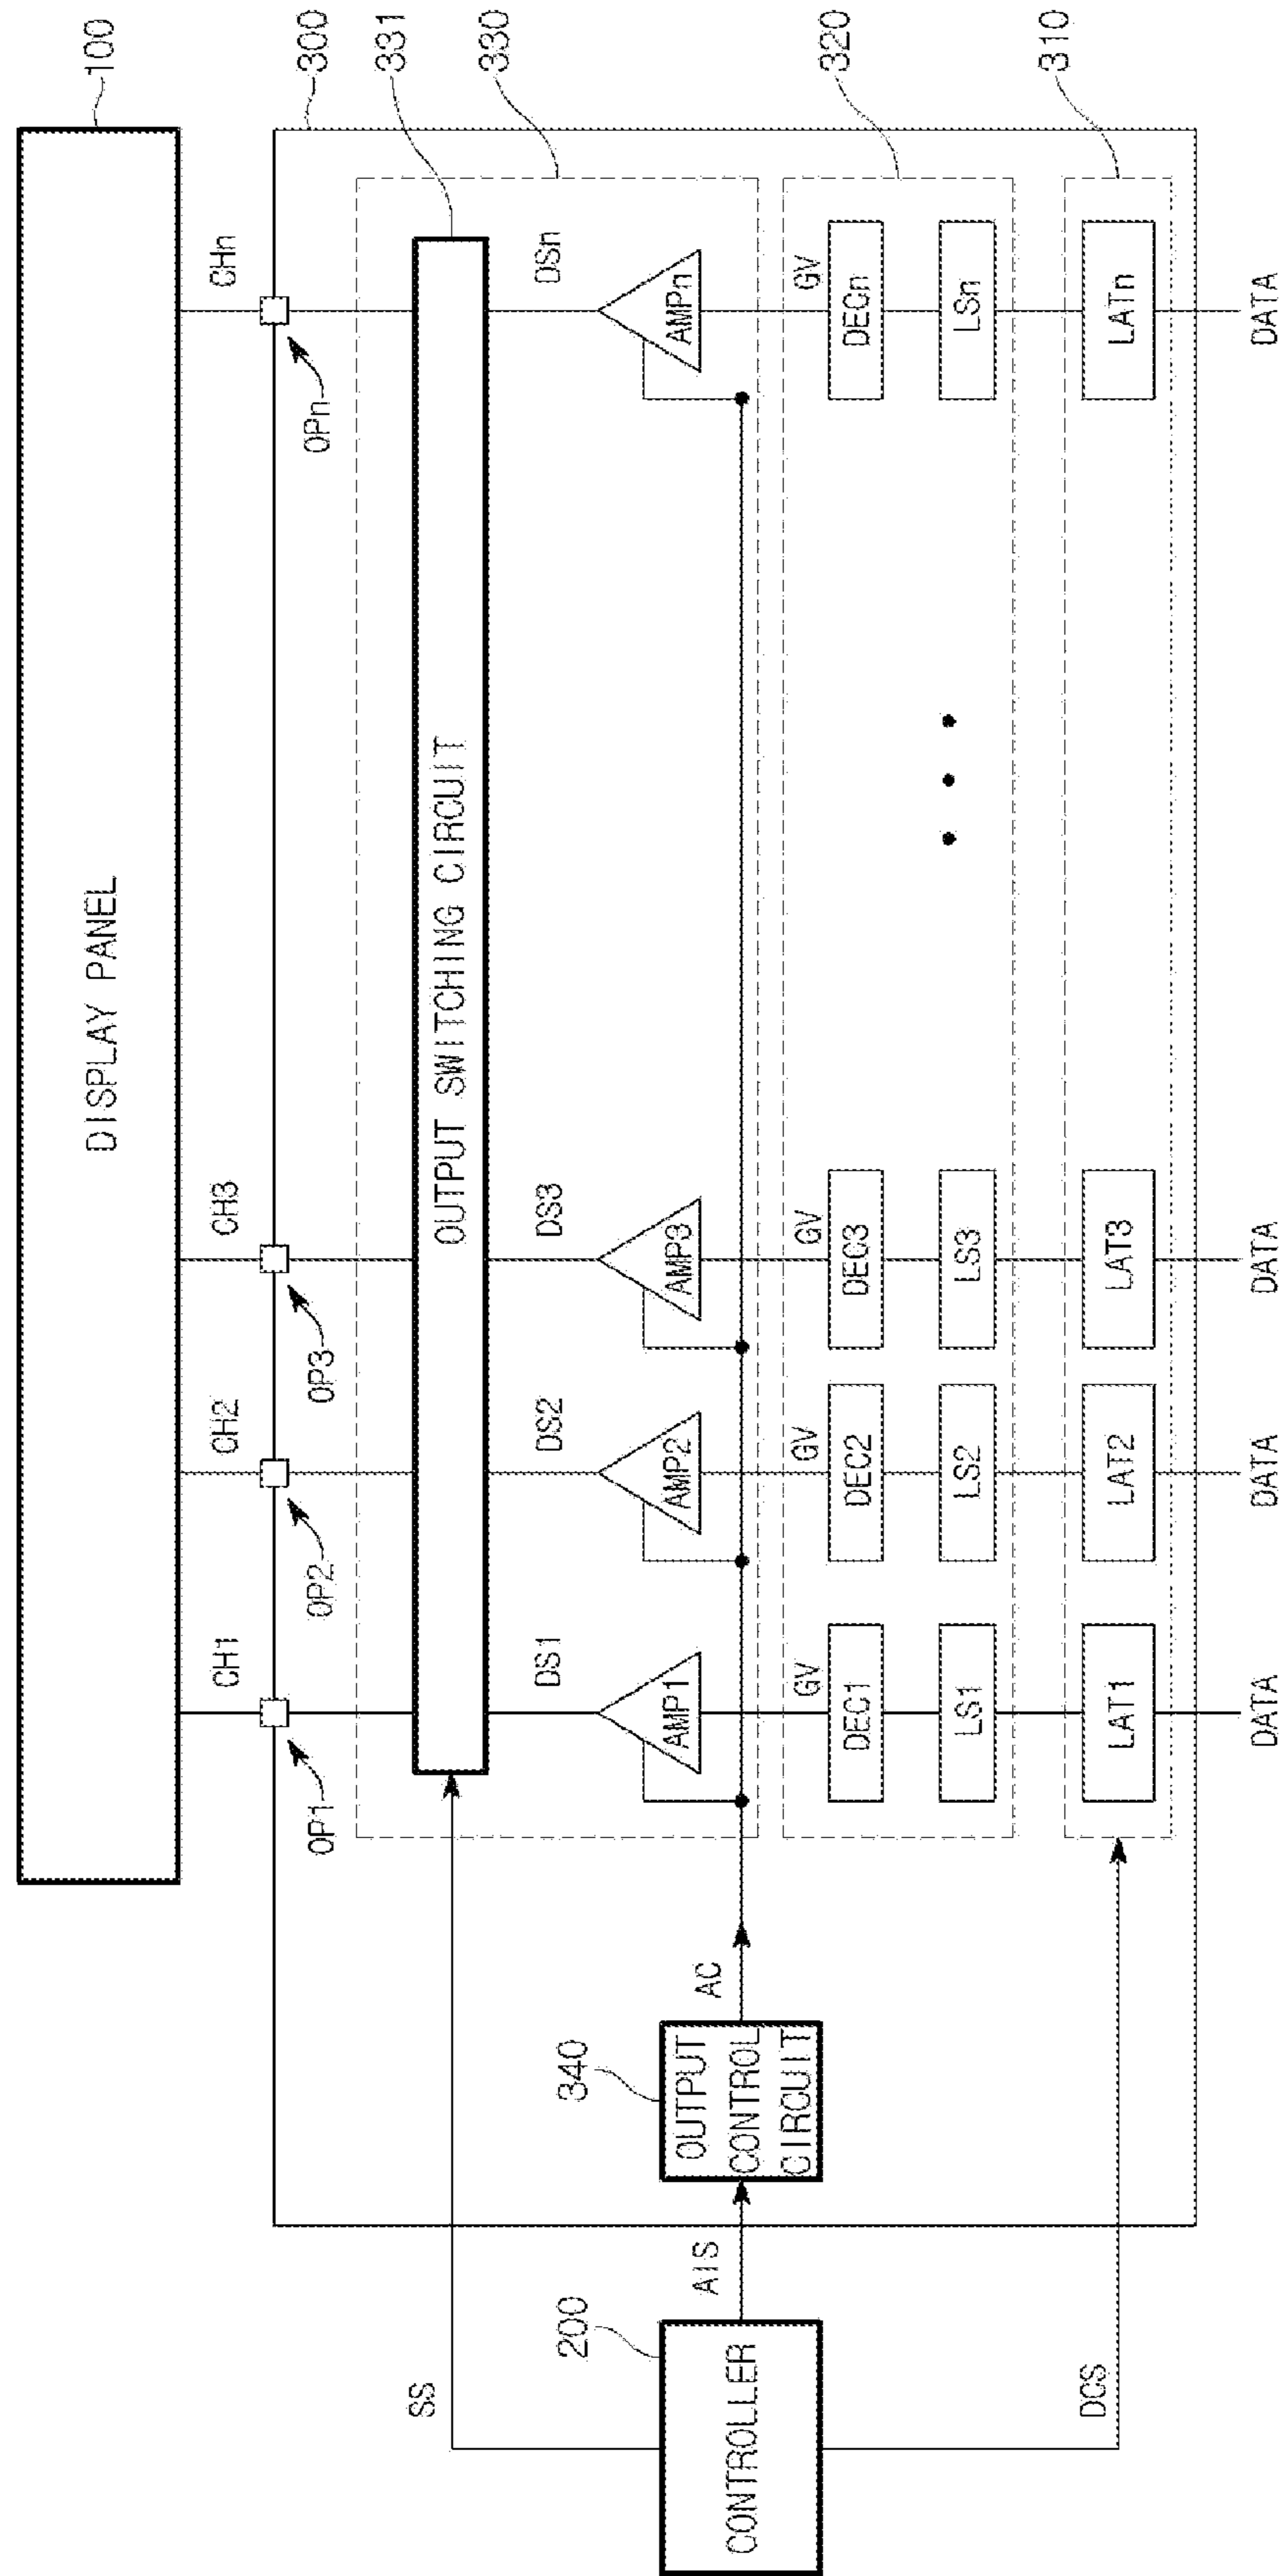 100
DISPLAY PANEL
CH1
CH2
CH3
CHn
OP1
OP2
OP3
OPn
300
331
OUTPUT SWITCHING CIRCUIT
330
SS
DS1
DS2
DS3
DSn
AMP1
AMP2
AMP3
AMPn
200
CONTROLLER
AIS
340
OUTPUT
CONTROL
CIRCUIT
AC
GV
GV
GV
GV
320
DEC1
DEC2
DEC3
DECn
LS1
LS2
LS3
LSn
310
DCS
LAT1
LAT2
LAT3
LATn
DATA
DATA
DATA
DATA